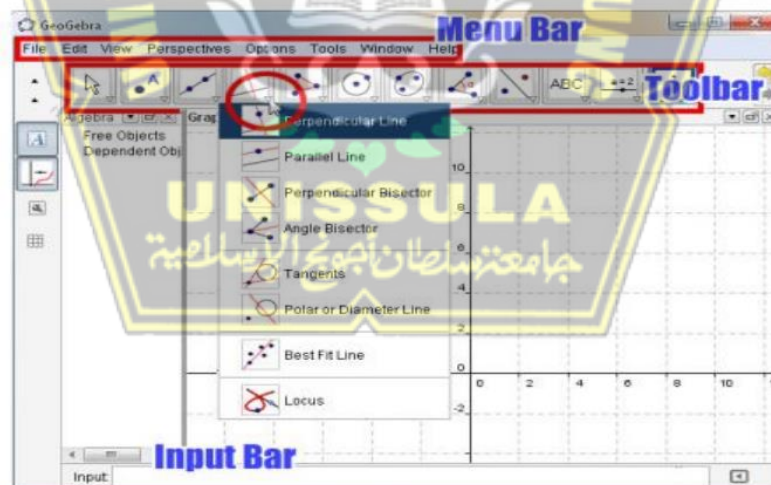 GeoGebra
Menu Bar
File Edit View Perspectives Options Tools Window Help
ABC a=2 Toolbar
Algebra Grap
Free Objects
Dependent Obj
Perpendicular Line
Parallel Line
Perpendicular Bisector
Angle Bisector
Tangents
Polar or Diameter Line
Best Fit Line
Locus
10
8
6
4
2
0
-2
0 2 4 6 8 10
UNISSULA
جامعة سلطان أجونج الإسلامية
Input Bar
Input: